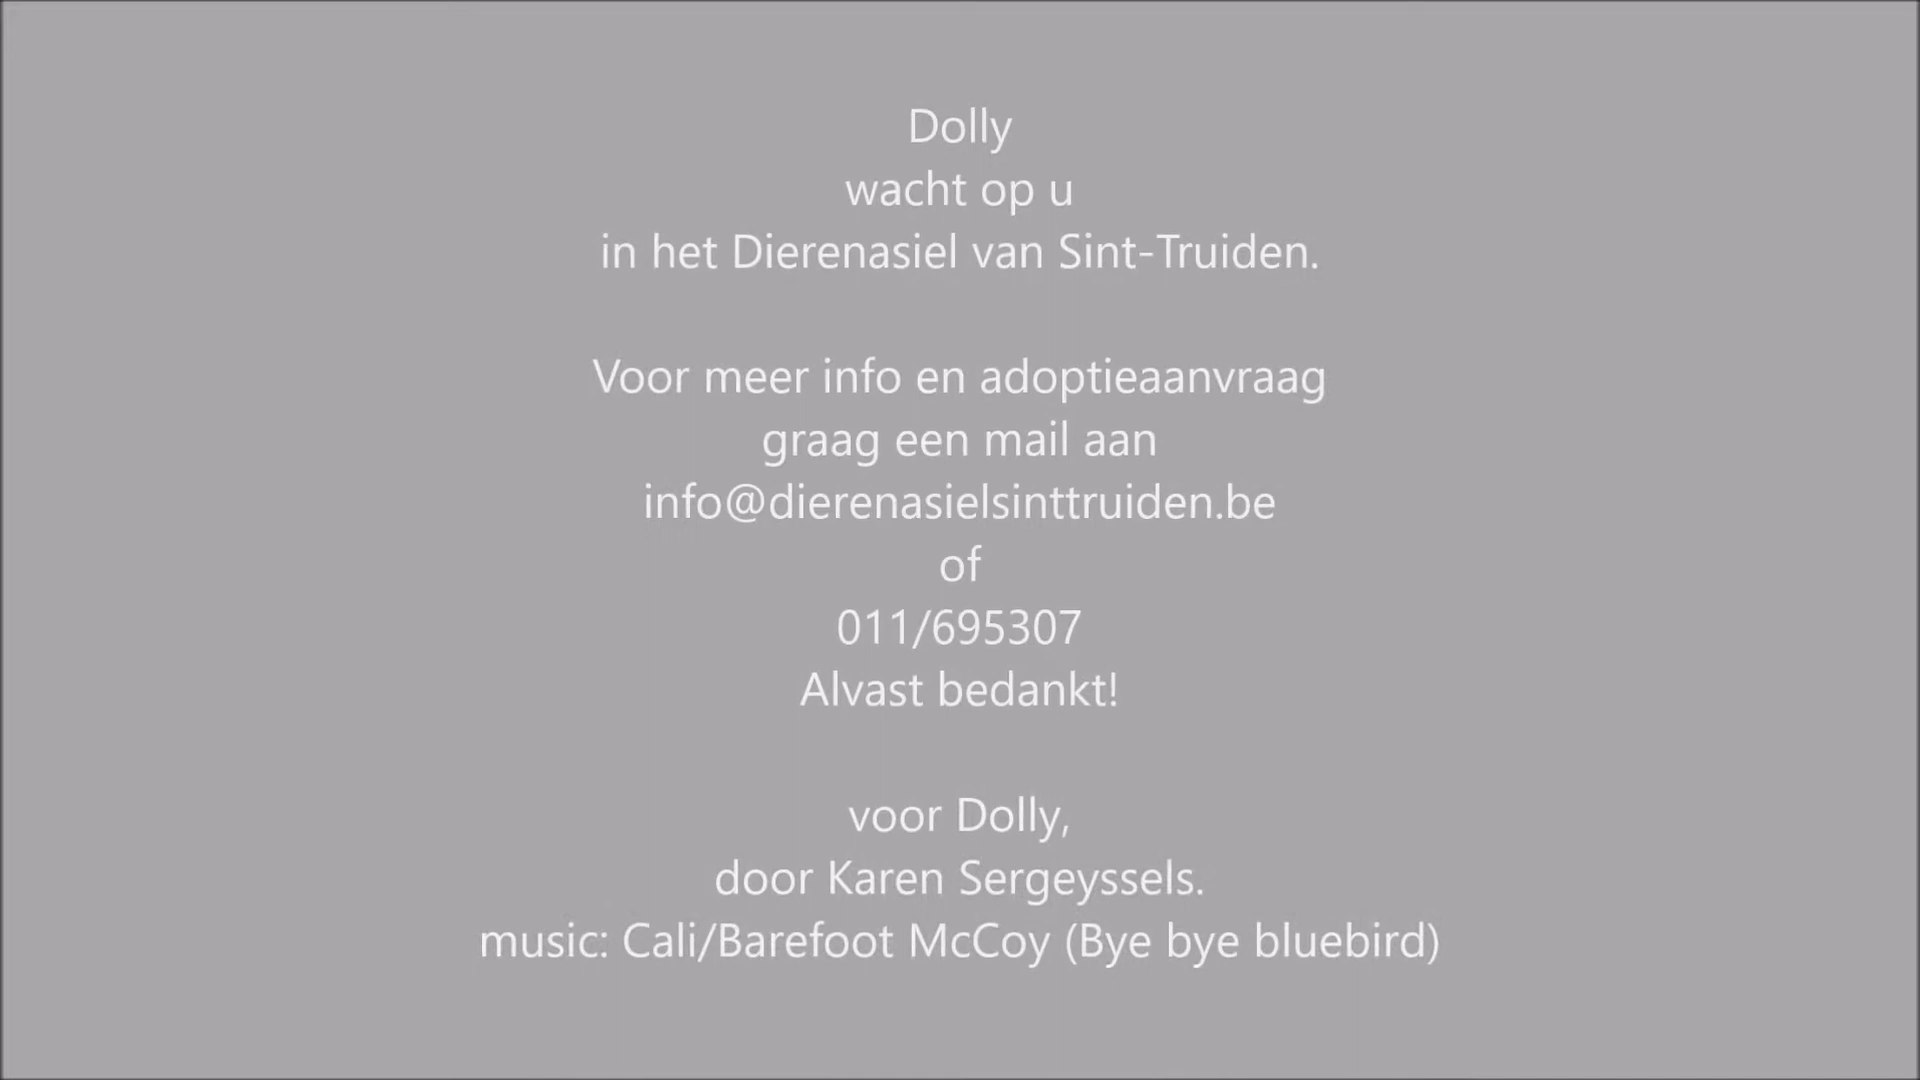 Dolly
wacht op u
in het Dierenasiel van Sint-Truiden.
Voor meer info en adoptieaanvraag
graag een mail aan
info@dierenasielsinttruiden.be
of
011/695307
Alvast bedankt!
voor Dolly,
door Karen Sergeyssels.
music: Cali/Barefoot McCoy (Bye bye bluebird)